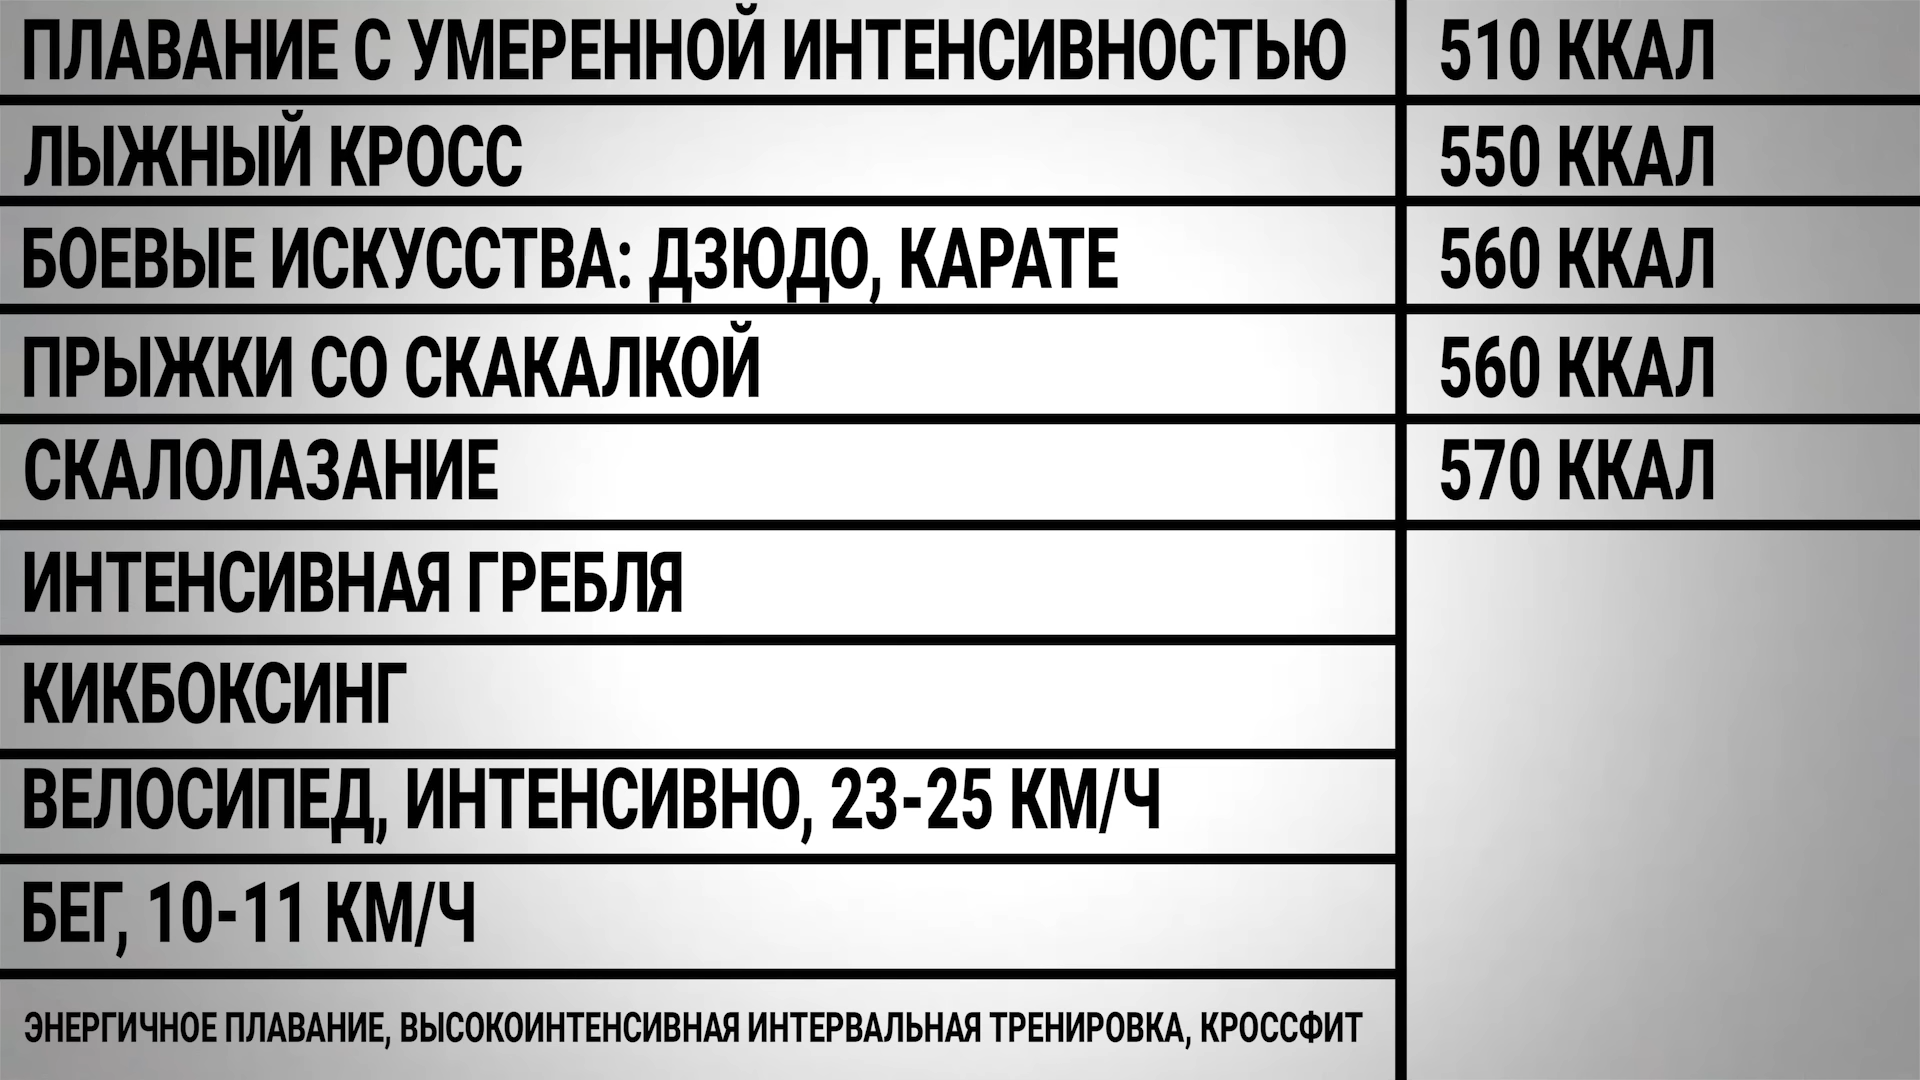 ПЛАВАНИЕ С УМЕРЕННОЙ ИНТЕНСИВНОСТЬЮ 510 ККАЛ
ЛЫЖНЫЙ КРОСС 550 ККАЛ
БОЕВЫЕ ИСКУССТВА: ДЗЮДО, КАРАТЕ 560 ККАЛ
ПРЫЖКИ СО СКАКАЛКОЙ 560 ККАЛ
СКАЛОЛАЗАНИЕ 570 ККАЛ
ИНТЕНСИВНАЯ ГРЕБЛЯ
КИКБОКСИНГ
ВЕЛОСИПЕД, ИНТЕНСИВНО, 23-25 КМ/Ч
БЕГ, 10-11 КМ/Ч
ЭНЕРГИЧНОЕ ПЛАВАНИЕ, ВЫСОКОИНТЕНСИВНАЯ ИНТЕРВАЛЬНАЯ ТРЕНИРОВКА, КРОССФИТ